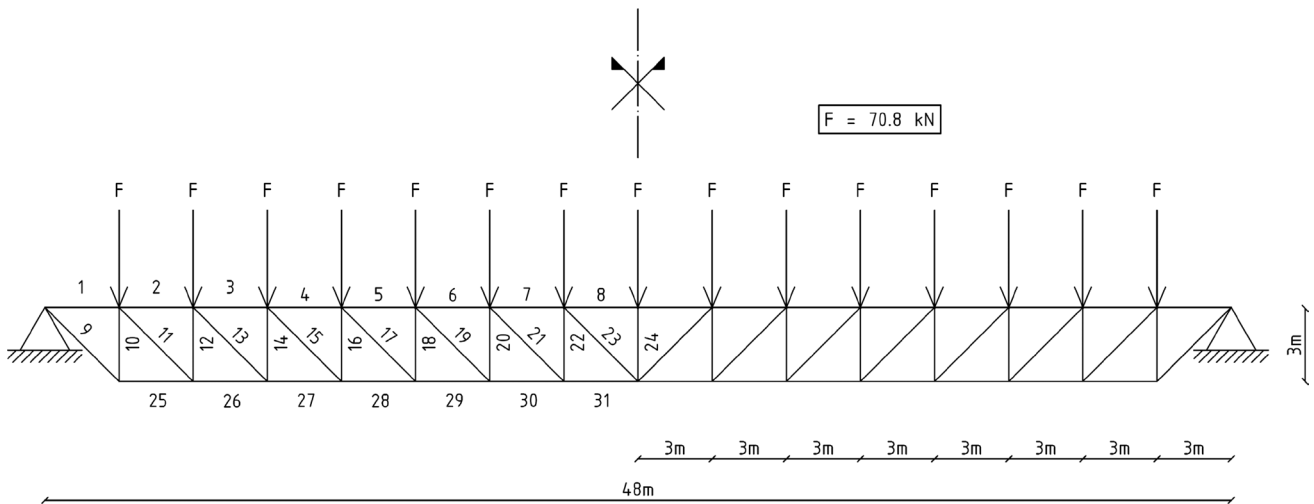 F = 70.8 kN
F F F F F F F F F F F F F F F
1 2 3 4 5 6 7 8
9 10 11 12 13 14 15 16 17 18 19 20 21 22 23 24
3m
25 26 27 28 29 30 31
3m 3m 3m 3m 3m 3m 3m 3m
48m